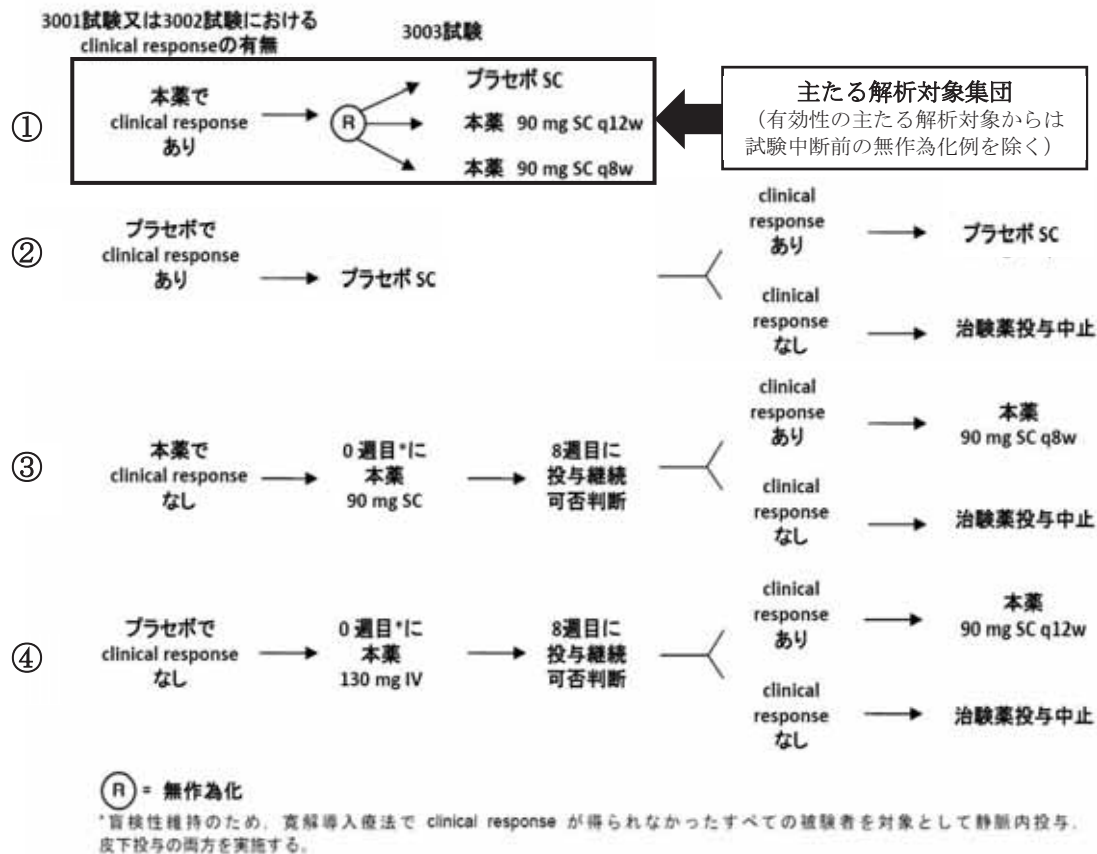 3001試験又は3002試験における
clinical responseの有無
3003試験
①
本薬で
clinical response
あり
R
プラセボ SC
本薬 90 mg SC q12w
本薬 90 mg SC q8w
主たる解析対象集団
（有効性の主たる解析対象からは
試験中断前の無作為化例を除く）
②
プラセボで
clinical response
あり
プラセボ SC
clinical
response
あり
プラセボ SC
clinical
response
なし
治験薬投与中止
③
本薬で
clinical response
なし
0 週目*に
本薬
90 mg SC
8週目に
投与継続
可否判断
clinical
response
あり
本薬
90 mg SC q8w
clinical
response
なし
治験薬投与中止
④
プラセボで
clinical response
なし
0 週目*に
本薬
130 mg IV
8週目に
投与継続
可否判断
clinical
response
あり
本薬
90 mg SC q12w
clinical
response
なし
治験薬投与中止
R = 無作為化
*盲検性維持のため，寛解導入療法で clinical response が得られなかったすべての被験者を対象として静脈内投与，
皮下投与の両方を実施する。